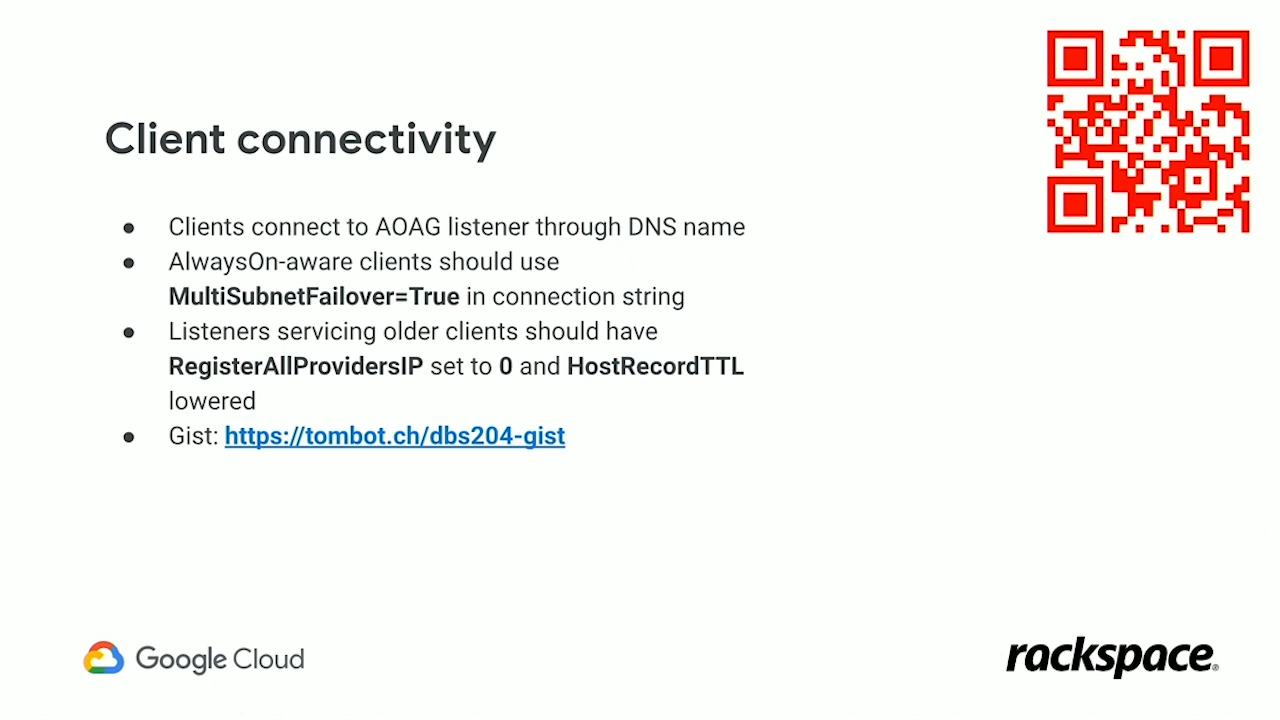 Client connectivity
● Clients connect to AOAG listener through DNS name
● AlwaysOn-aware clients should use
MultiSubnetFailover=True in connection string
● Listeners servicing older clients should have
RegisterAllProvidersIP set to 0 and HostRecordTTL
lowered
● Gist: https://tombot.ch/dbs204-gist
Google Cloud
rackspace®